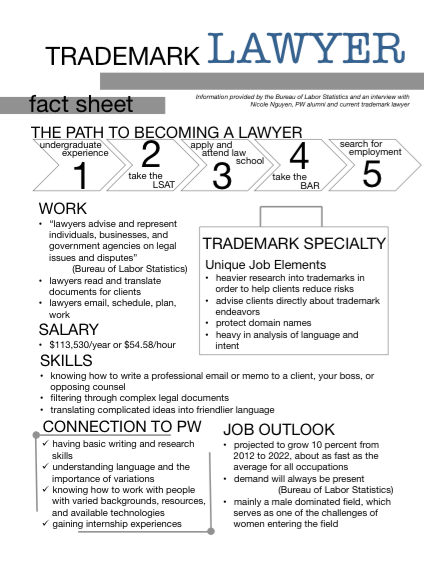 TRADEMARK LAWYER
fact sheet
Information provided by the Bureau of Labor Statistics and an interview with
Nicole Nguyen, PW alumni and current trademark lawyer
THE PATH TO BECOMING A LAWYER
undergraduate
experience
1
2
take the
LSAT
apply and
attend law
school
3
4
take the
BAR
search for
employment
5
WORK
• “lawyers advise and represent
individuals, businesses, and
government agencies on legal
issues and disputes”
(Bureau of Labor Statistics)
• lawyers read and translate
documents for clients
• lawyers email, schedule, plan,
work
SALARY
• $113,530/year or $54.58/hour
TRADEMARK SPECIALTY
Unique Job Elements
• heavier research into trademarks in
order to help clients reduce risks
• advise clients directly about trademark
endeavors
• protect domain names
• heavy in analysis of language and
intent
SKILLS
• knowing how to write a professional email or memo to a client, your boss, or
opposing counsel
• filtering through complex legal documents
• translating complicated ideas into friendlier language
CONNECTION TO PW
✓ having basic writing and research
skills
✓ understanding language and the
importance of variations
✓ knowing how to work with people
with varied backgrounds, resources,
and available technologies
✓ gaining internship experiences
JOB OUTLOOK
• projected to grow 10 percent from
2012 to 2022, about as fast as the
average for all occupations
• demand will always be present
(Bureau of Labor Statistics)
• mainly a male dominated field, which
serves as one of the challenges of
women entering the field